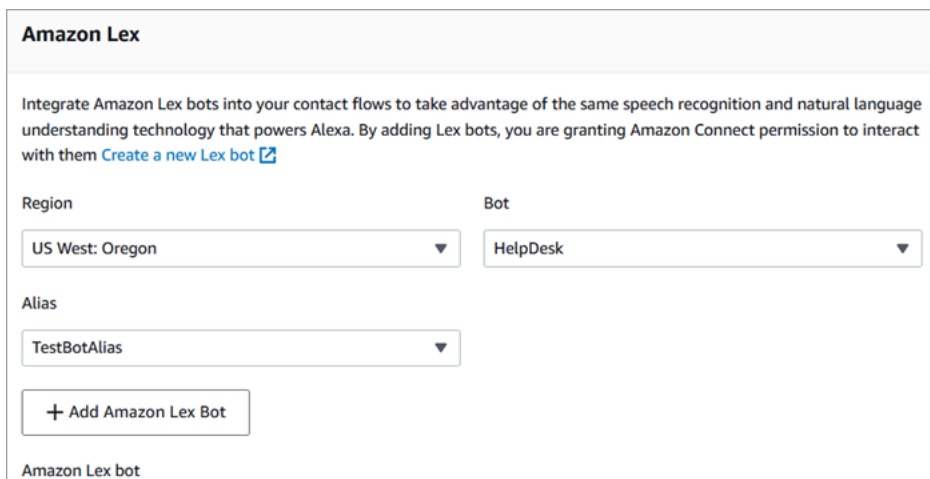 Amazon Lex
Integrate Amazon Lex bots into your contact flows to take advantage of the same speech recognition and natural language
understanding technology that powers Alexa. By adding Lex bots, you are granting Amazon Connect permission to interact
with them Create a new Lex bot
Region
Bot
US West: Oregon
HelpDesk
Alias
TestBotAlias
+ Add Amazon Lex Bot
Amazon Lex bot